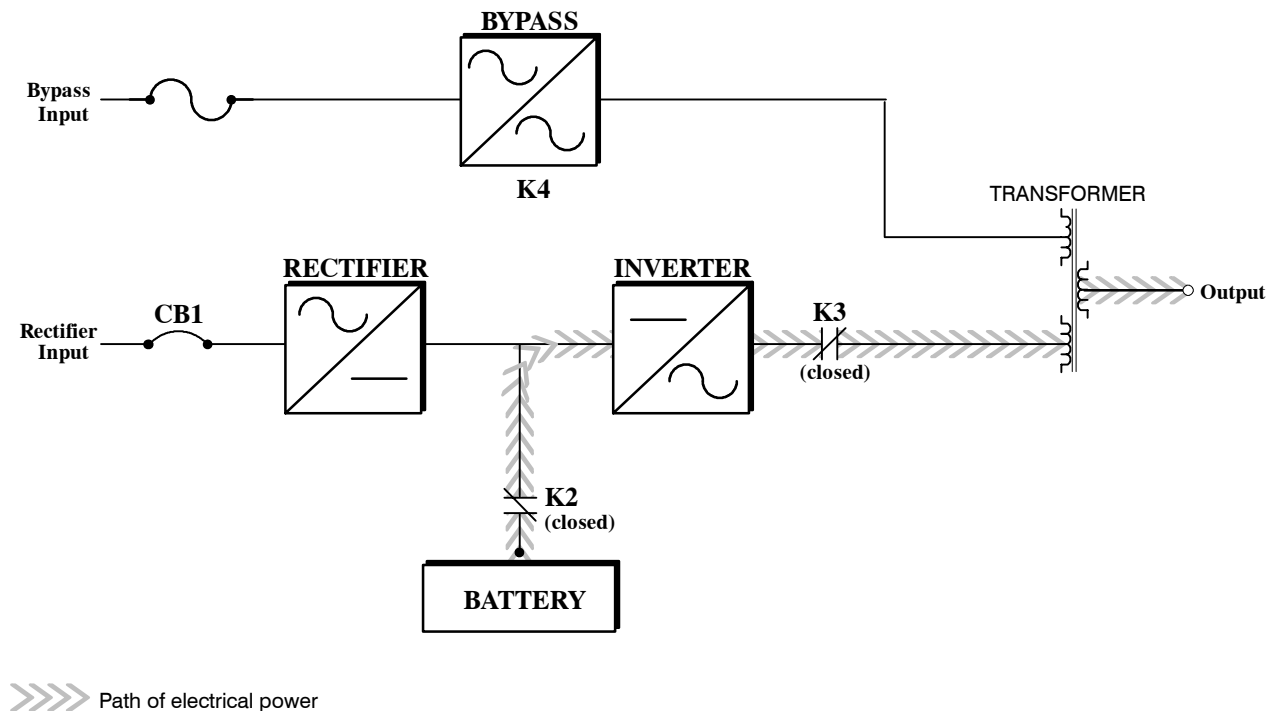 BYPASS
Bypass
Input
K4
TRANSFORMER
RECTIFIER
INVERTER
Output
CB1
K3
Rectifier
Input
(closed)
K2
(closed)
BATTERY
Path of electrical power